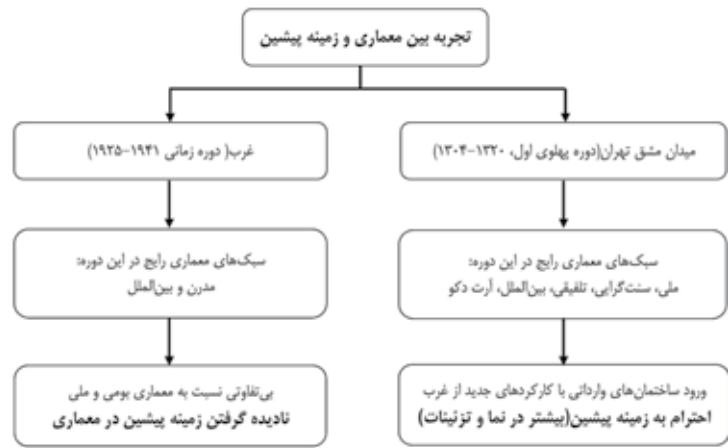 تجربه بین معماری و زمینه پیشین
میدان مشق تهران(دوره پهلوی اول، ۱۳۲۰-۱۳۰۴)
غرب( دوره زمانی ۱۹۴۱-۱۹۲۵)
سبک‌های معماری رایج در این دوره:
ملی، سنت‌گرایی، تلفیقی، بین‌الملل، آرت دکو
سبک‌های معماری رایج در این دوره:
مدرن و بین‌الملل
ورود ساختمان‌های وارداتی با کارکردهای جدید از غرب
احترام به زمینه پیشین(بیشتر در نما و تزئینات)
بی‌تفاوتی نسبت به معماری بومی و ملی
نادیده گرفتن زمینه پیشین در معماری